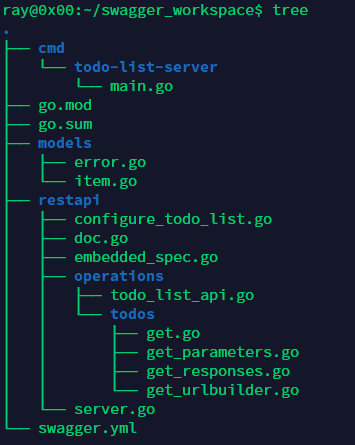 ray@0x00:~/swagger_workspace$ tree
.
├── cmd
│   └── todo-list-server
│       └── main.go
├── go.mod
├── go.sum
├── models
│   ├── error.go
│   └── item.go
├── restapi
│   ├── configure_todo_list.go
│   ├── doc.go
│   ├── embedded_spec.go
│   ├── operations
│   │   ├── todo_list_api.go
│   │   └── todos
│   │       ├── get.go
│   │       ├── get_parameters.go
│   │       ├── get_responses.go
│   │       └── get_urlbuilder.go
│   └── server.go
└── swagger.yml